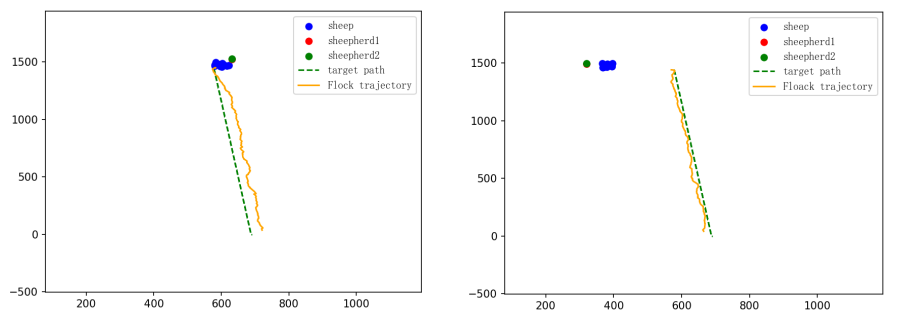 sheep
sheepherd1
sheepherd2
target path
Flock trajectory
1500
1000
500
0
−500
200
400
600
800
1000
sheep
sheepherd1
sheepherd2
target path
Floack trajectory
1500
1000
500
0
−500
200
400
600
800
1000